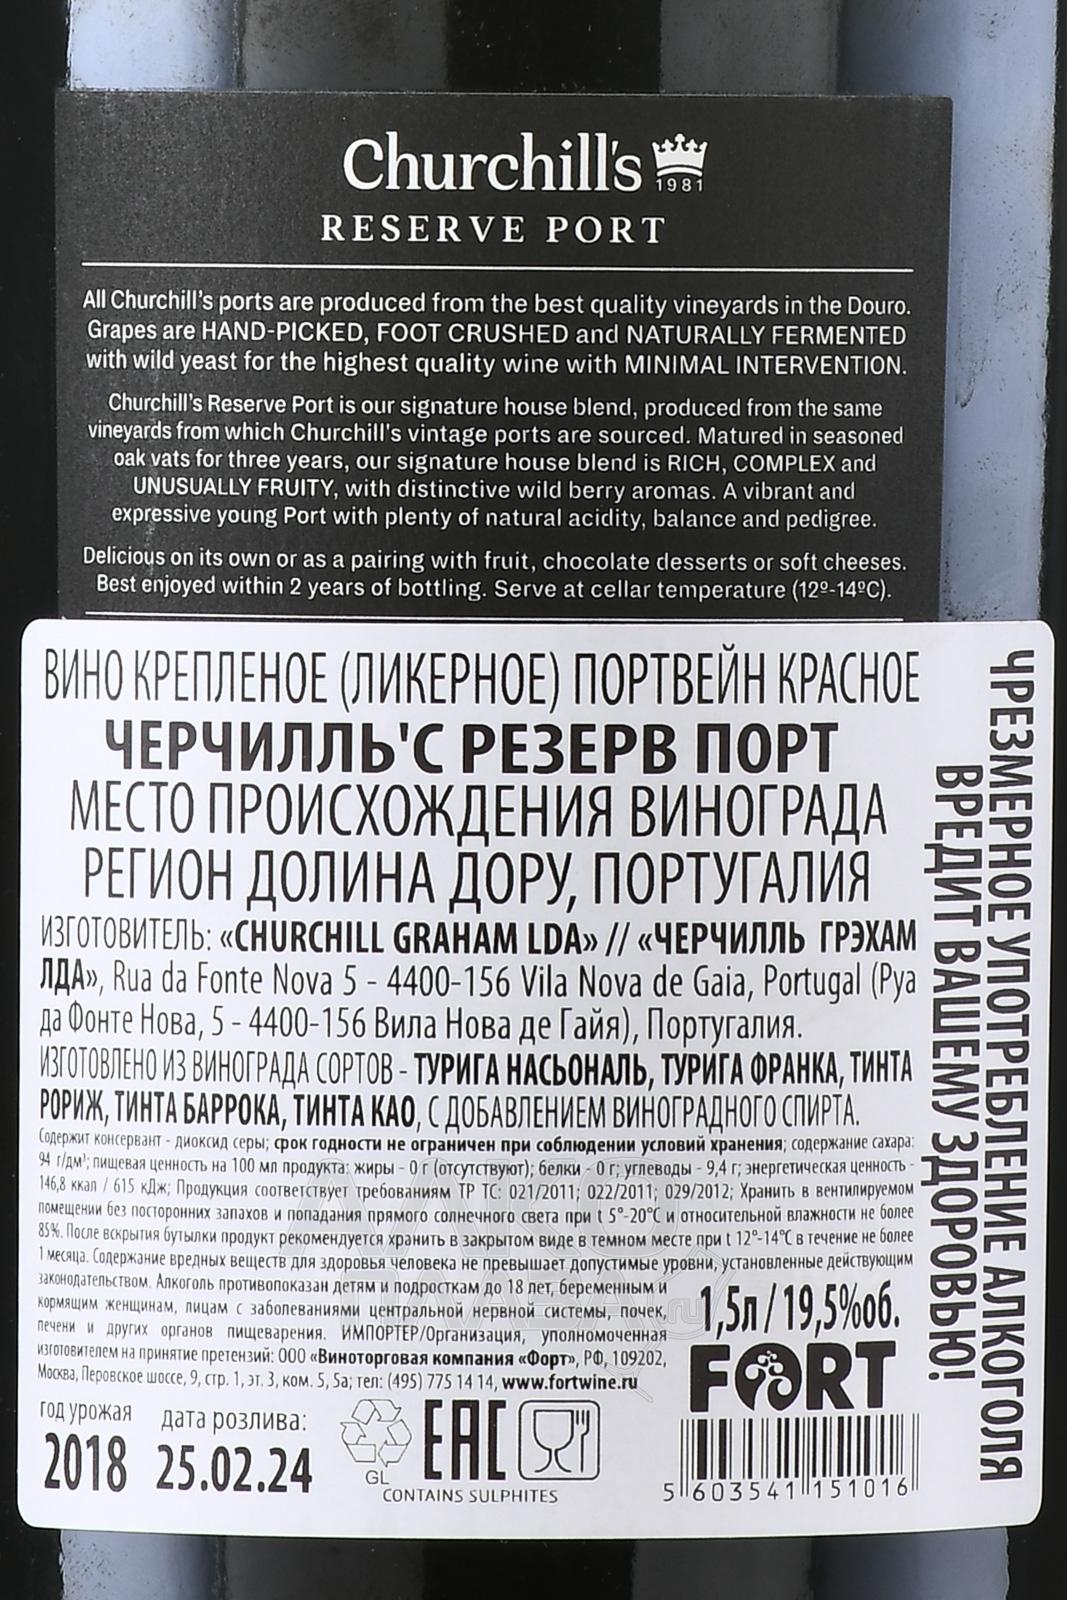 Churchill's
1981
RESERVE PORT
All Churchill's ports are produced from the best quality vineyards in the Douro.
Grapes are HAND-PICKED, FOOT CRUSHED and NATURALLY FERMENTED
with wild yeast for the highest quality wine with MINIMAL INTERVENTION.
Churchill's Reserve Port is our signature house blend, produced from the same
vineyards from which Churchill's vintage ports are sourced. Matured in seasoned
oak vats for three years, our signature house blend is RICH, COMPLEX and
UNUSUALLY FRUITY, with distinctive wild berry aromas. A vibrant and
expressive young Port with plenty of natural acidity, balance and pedigree.
Delicious on its own or as a pairing with fruit, chocolate desserts or soft cheeses.
Best enjoyed within 2 years of bottling. Serve at cellar temperature (12º-14ºC).
ВИНО КРЕПЛЕНОЕ (ЛИКЕРНОЕ) ПОРТВЕЙН КРАСНОЕ
ЧЕРЧИЛЛЬ'С РЕЗЕРВ ПОРТ
МЕСТО ПРОИСХОЖДЕНИЯ ВИНОГРАДА
РЕГИОН ДОЛИНА ДОРУ, ПОРТУГАЛИЯ
ИЗГОТОВИТЕЛЬ: «CHURCHILL GRAHAM LDA» // «ЧЕРЧИЛЛЬ ГРЭХАМ
ЛДА», Rua da Fonte Nova 5 - 4400-156 Vila Nova de Gaia, Portugal (Руа
да Фонте Нова, 5 - 4400-156 Вила Нова де Гайя), Португалия.
ИЗГОТОВЛЕНО ИЗ ВИНОГРАДА СОРТОВ - ТУРИГА НАСЬОНАЛЬ, ТУРИГА ФРАНКА, ТИНТА
РОРИЖ, ТИНТА БАРРОКА, ТИНТА КАО, С ДОБАВЛЕНИЕМ ВИНОГРАДНОГО СПИРТА.
Содержит консервант - диоксид серы; срок годности не ограничен при соблюдении условий хранения; содержание сахара:
94 г/дм³; пищевая ценность на 100 мл продукта: жиры - 0 г (отсутствуют); белки - 0 г; углеводы - 9,4 г; энергетическая ценность -
146,8 ккал / 615 кДж; Продукция соответствует требованиям ТР ТС: 021/2011; 022/2011; 029/2012; Хранить в вентилируемом
помещении без посторонних запахов и попадания прямого солнечного света при t 5°-20°С и относительной влажности не более
85%. После вскрытия бутылки продукт рекомендуется хранить в закрытом виде в темном месте при t 12°-14°С в течение не более
1 месяца. Содержание вредных веществ для здоровья человека не превышает допустимые уровни, установленные действующим
законодательством. Алкоголь противопоказан детям и подросткам до 18 лет, беременным и
кормящим женщинам, лицам с заболеваниями центральной нервной системы, почек,
печени и других органов пищеварения. ИМПОРТЕР/Организация, уполномоченная
изготовителем на принятие претензий: ООО «Виноторговая компания «Форт», РФ, 109202,
Москва, Перовское шоссе, 9, стр. 1, эт. 3, ком. 5, 5а; тел: (495) 775 14 14, www.fortwine.ru
1,5л / 19,5%об.
FORT
год урожая
2018
дата розлива:
25.02.24
GL
EAC
CONTAINS SULPHITES
5 603541 151016
ЧРЕЗМЕРНОЕ УПОТРЕБЛЕНИЕ АЛКОГОЛЯ
ВРЕДИТ ВАШЕМУ ЗДОРОВЬЮ!